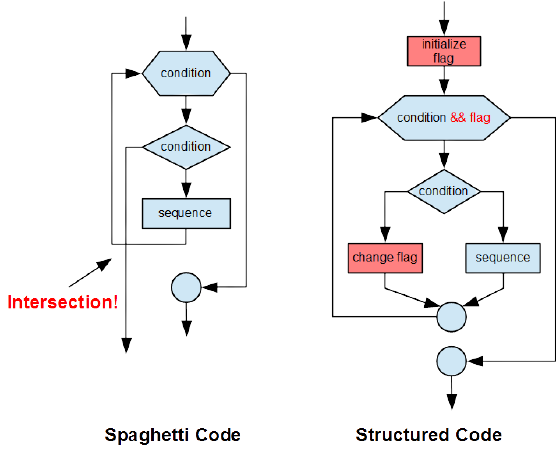 condition
condition
sequence
Intersection!
Spaghetti Code
initialize
flag
condition && flag
condition
change flag
sequence
Structured Code